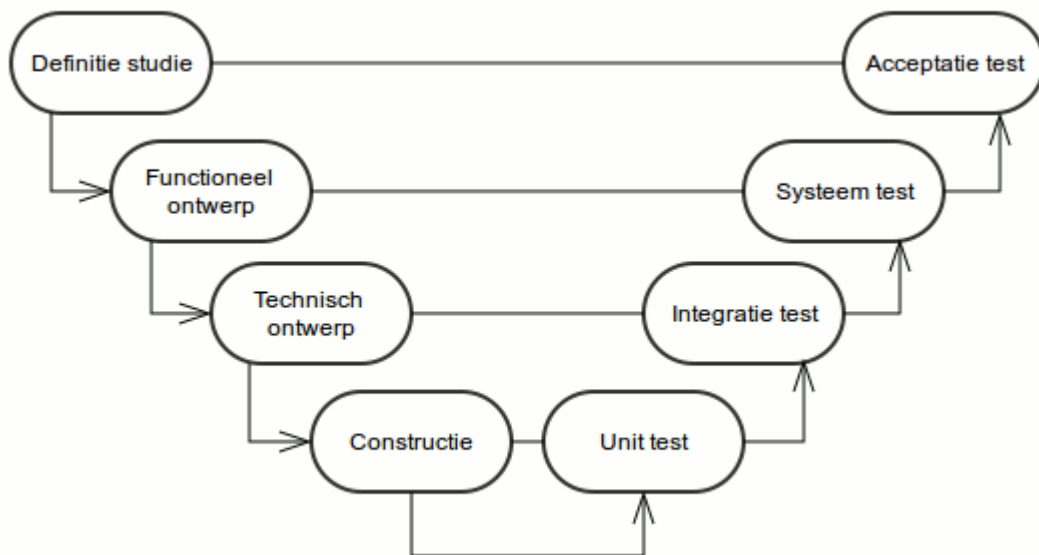 Definitie studie
Acceptatie test
Functioneel
ontwerp
Systeem test
Technisch
ontwerp
Integratie test
Constructie
Unit test